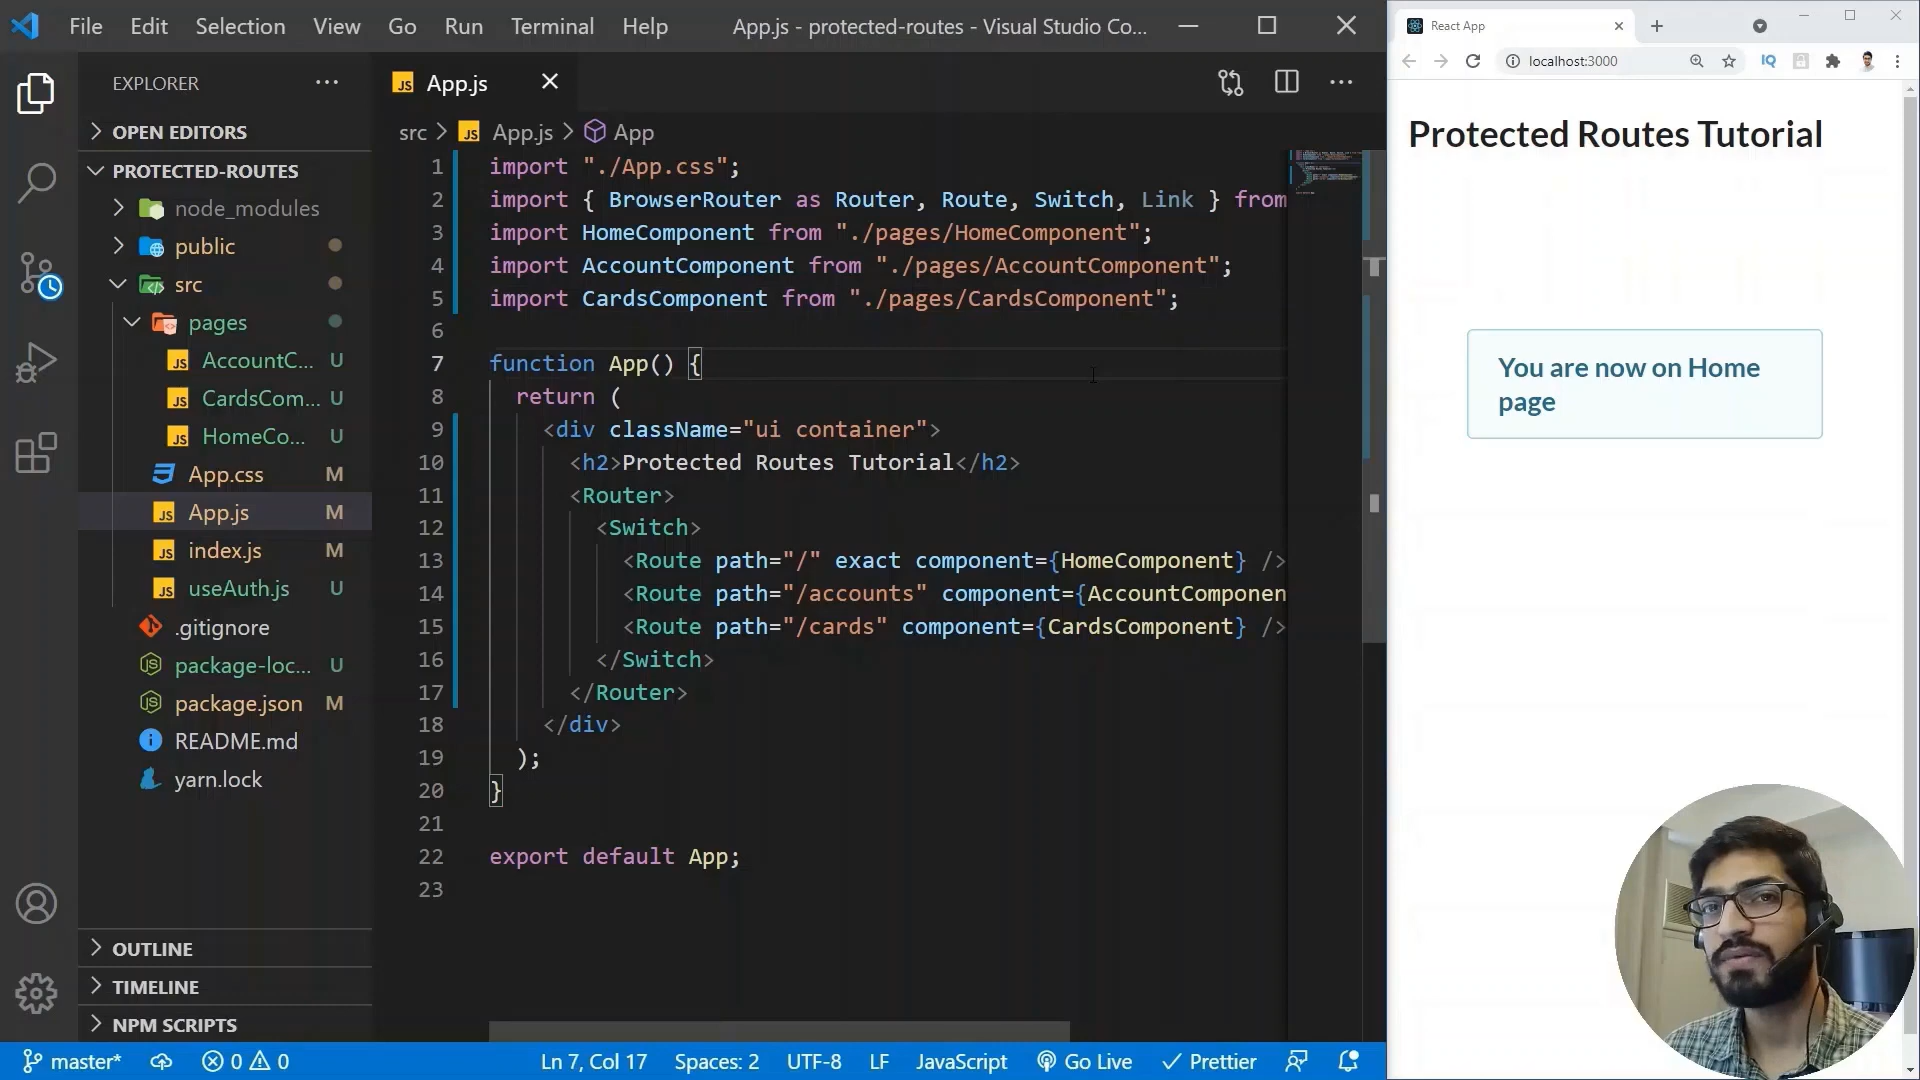 File Edit Selection View Go Run Terminal Help App.js - protected-routes - Visual Studio Co...
EXPLORER ...
OPEN EDITORS
PROTECTED-ROUTES
node_modules
public
src
pages
AccountC... U
CardsCom... U
HomeCo... U
App.css M
App.js M
index.js M
useAuth.js U
.gitignore
package-loc... U
package.json M
README.md
yarn.lock
OUTLINE
TIMELINE
NPM SCRIPTS
JS App.js
src > JS App.js > App
1 import "./App.css";
2 import { BrowserRouter as Router, Route, Switch, Link } from
3 import HomeComponent from "./pages/HomeComponent";
4 import AccountComponent from "./pages/AccountComponent";
5 import CardsComponent from "./pages/CardsComponent";
6
7 function App() {
8 return (
9 <div className="ui container">
10 <h2>Protected Routes Tutorial</h2>
11 <Router>
12 <Switch>
13 <Route path="/" exact component={HomeComponent} />
14 <Route path="/accounts" component={AccountComponen
15 <Route path="/cards" component={CardsComponent} />
16 </Switch>
17 </Router>
18 </div>
19 );
20 }
21
22 export default App;
23
master* 0 0 Ln 7, Col 17 Spaces: 2 UTF-8 LF JavaScript Go Live Prettier
React App
localhost:3000 IQ
Protected Routes Tutorial
You are now on Home
page